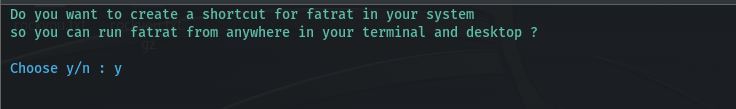 Do you want to create a shortcut for fatrat in your system
so you can run fatrat from anywhere in your terminal and desktop ?
Choose y/n : y